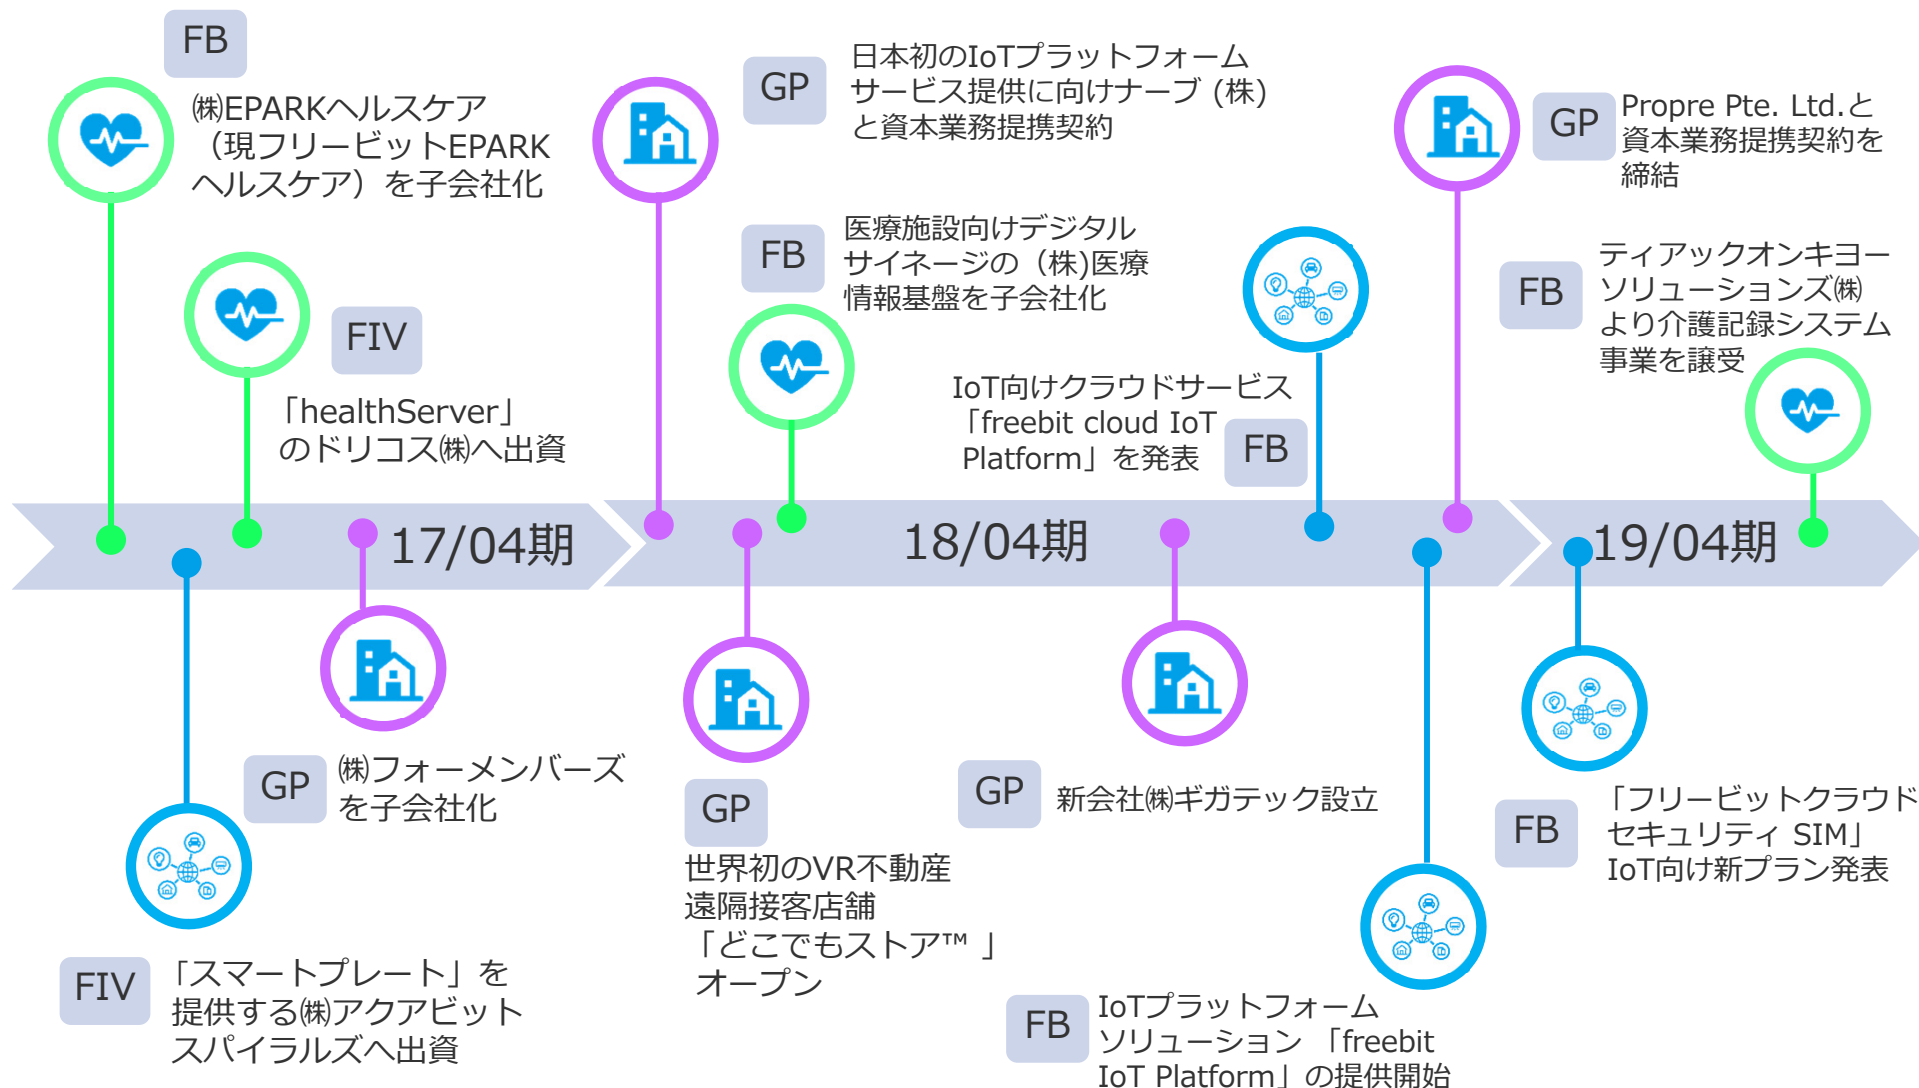 FB
㈱EPARKヘルスケア
（現フリービットEPARK
ヘルスケア）を子会社化
FIV
「healthServer」
のドリコス㈱へ出資
GP
日本初のIoTプラットフォーム
サービス提供に向けナーブ (株)
と資本業務提携契約
FB
医療施設向けデジタル
サイネージの（株)医療
情報基盤を子会社化
IoT向けクラウドサービス
「freebit cloud IoT
Platform」を発表
FB
GP
Propre Pte. Ltd.と
資本業務提携契約を
締結
FB
ティアックオンキヨー
ソリューションズ㈱
より介護記録システム
事業を譲受
17/04期
18/04期
19/04期
GP
㈱フォーメンバーズ
を子会社化
FIV
「スマートプレート」を
提供する㈱アクアビット
スパイラルズへ出資
GP
世界初のVR不動産
遠隔接客店舗
「どこでもストア™ 」
オープン
GP
新会社㈱ギガテック設立
FB
IoTプラットフォーム
ソリューション 「freebit
IoT Platform」の提供開始
FB
「フリービットクラウド
セキュリティ SIM」
IoT向け新プラン発表